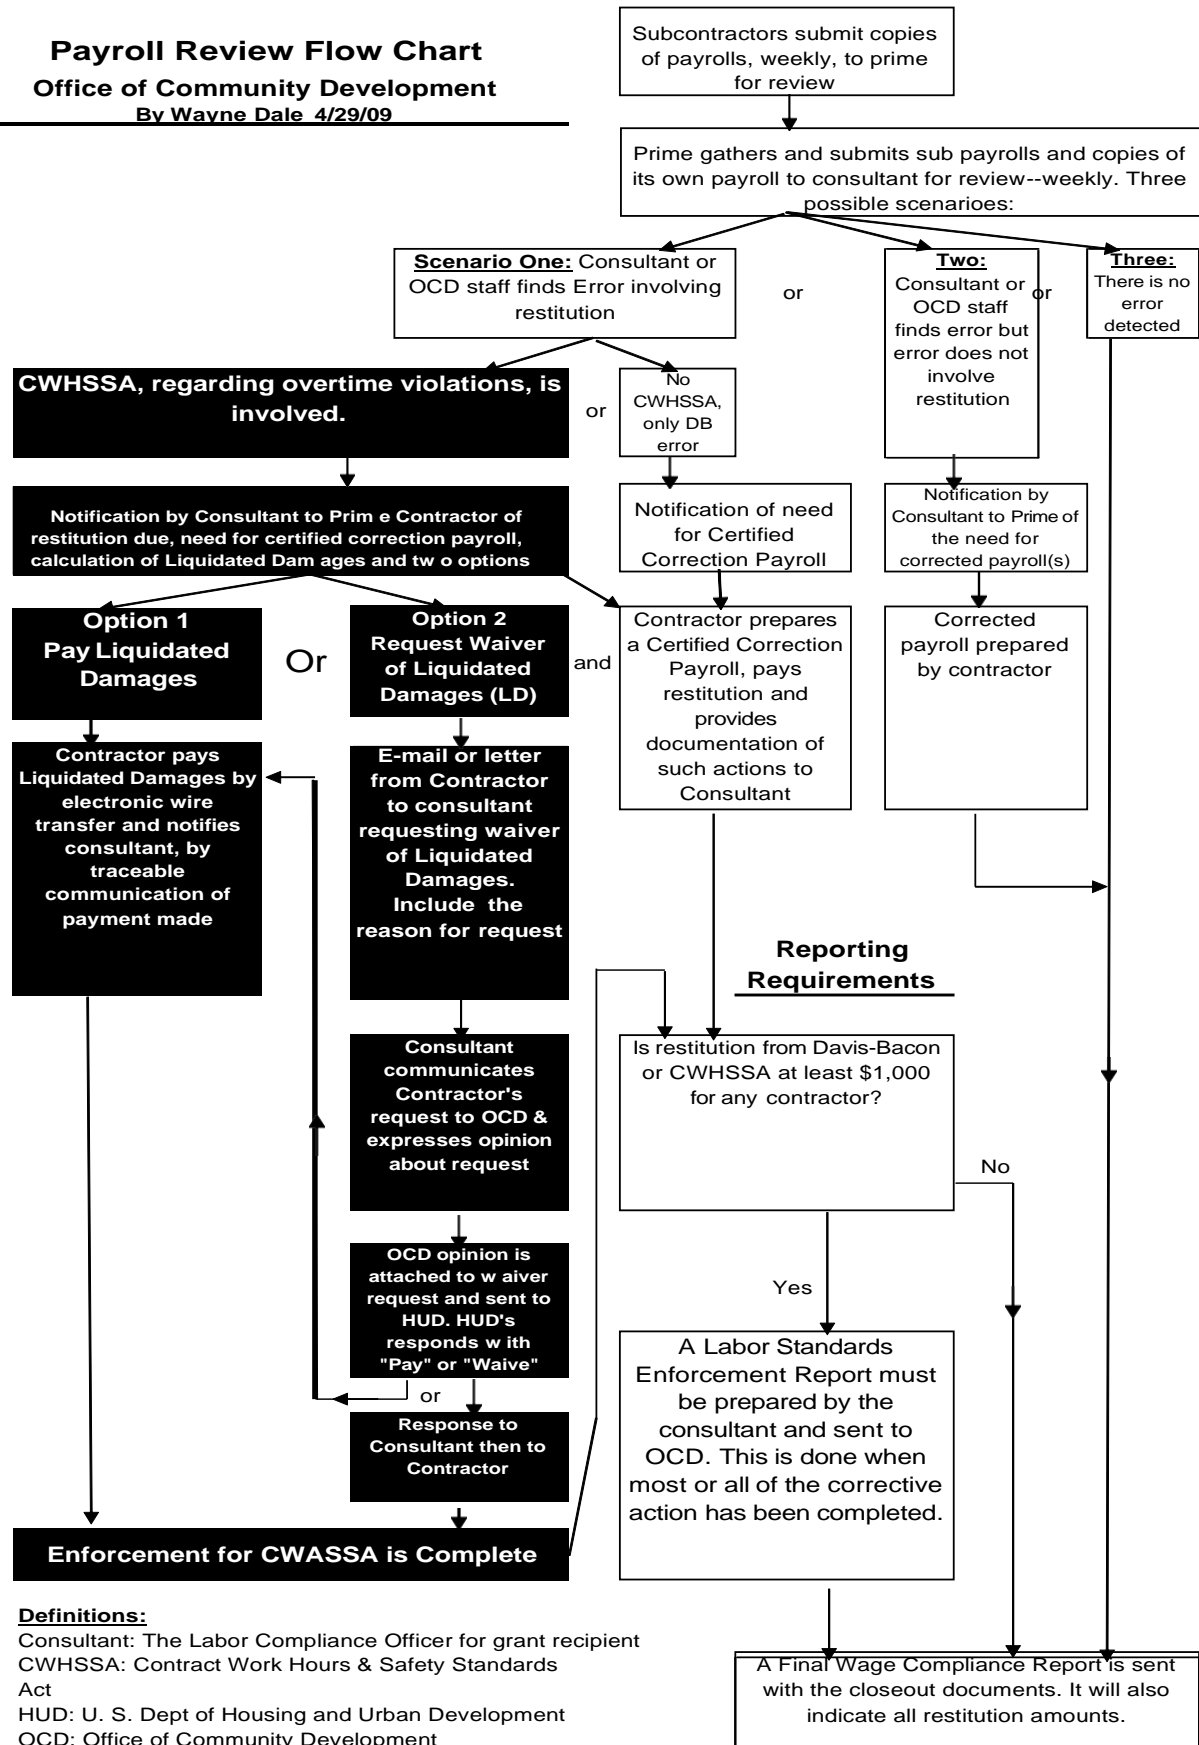 Payroll Review Flow Chart
Office of Community Development
By Wayne Dale 4/29/09
Subcontractors submit copies
of payrolls, weekly, to prime
for review
Prime gathers and submits sub payrolls and copies of
its own payroll to consultant for review--weekly. Three
possible scenarioes:
Scenario One: Consultant or
OCD staff finds Error involving
restitution
or
Two:
Consultant or
OCD staff
finds error but
error does not
involve
restitution
or
Three:
There is no
error
detected
CWHSSA, regarding overtime violations, is
involved.
or
No
CWHSSA,
only DB
error
Notification by Consultant to Prim e Contractor of
restitution due, need for certified correction payroll,
calculation of Liquidated Dam ages and tw o options
Notification of need
for Certified
Correction Payroll
Notification by
Consultant to Prime of
the need for
corrected payroll(s)
Option 1
Pay Liquidated
Damages
Or
Option 2
Request Waiver
of Liquidated
Damages (LD)
and
Contractor prepares
a Certified Correction
Payroll, pays
restitution and
provides
documentation of
such actions to
Consultant
Corrected
payroll prepared
by contractor
Contractor pays
Liquidated Damages by
electronic wire
transfer and notifies
consultant, by
traceable
communication of
payment made
E-mail or letter
from Contractor
to consultant
requesting waiver
of Liquidated
Damages.
Include the
reason for request
Reporting
Requirements
Consultant
communicates
Contractor's
request to OCD &
expresses opinion
about request
Is restitution from Davis-Bacon
or CWHSSA at least $1,000
for any contractor?
No
OCD opinion is
attached to w aiver
request and sent to
HUD. HUD's
responds w ith
"Pay" or "Waive"
or
Yes
Response to
Consultant then to
Contractor
A Labor Standards
Enforcement Report must
be prepared by the
consultant and sent to
OCD. This is done when
most or all of the corrective
action has been completed.
Enforcement for CWASSA is Complete
Definitions:
Consultant: The Labor Compliance Officer for grant recipient
CWHSSA: Contract Work Hours & Safety Standards
Act
HUD: U. S. Dept of Housing and Urban Development
OCD: Office of Community Development
A Final Wage Compliance Report is sent
with the closeout documents. It will also
indicate all restitution amounts.